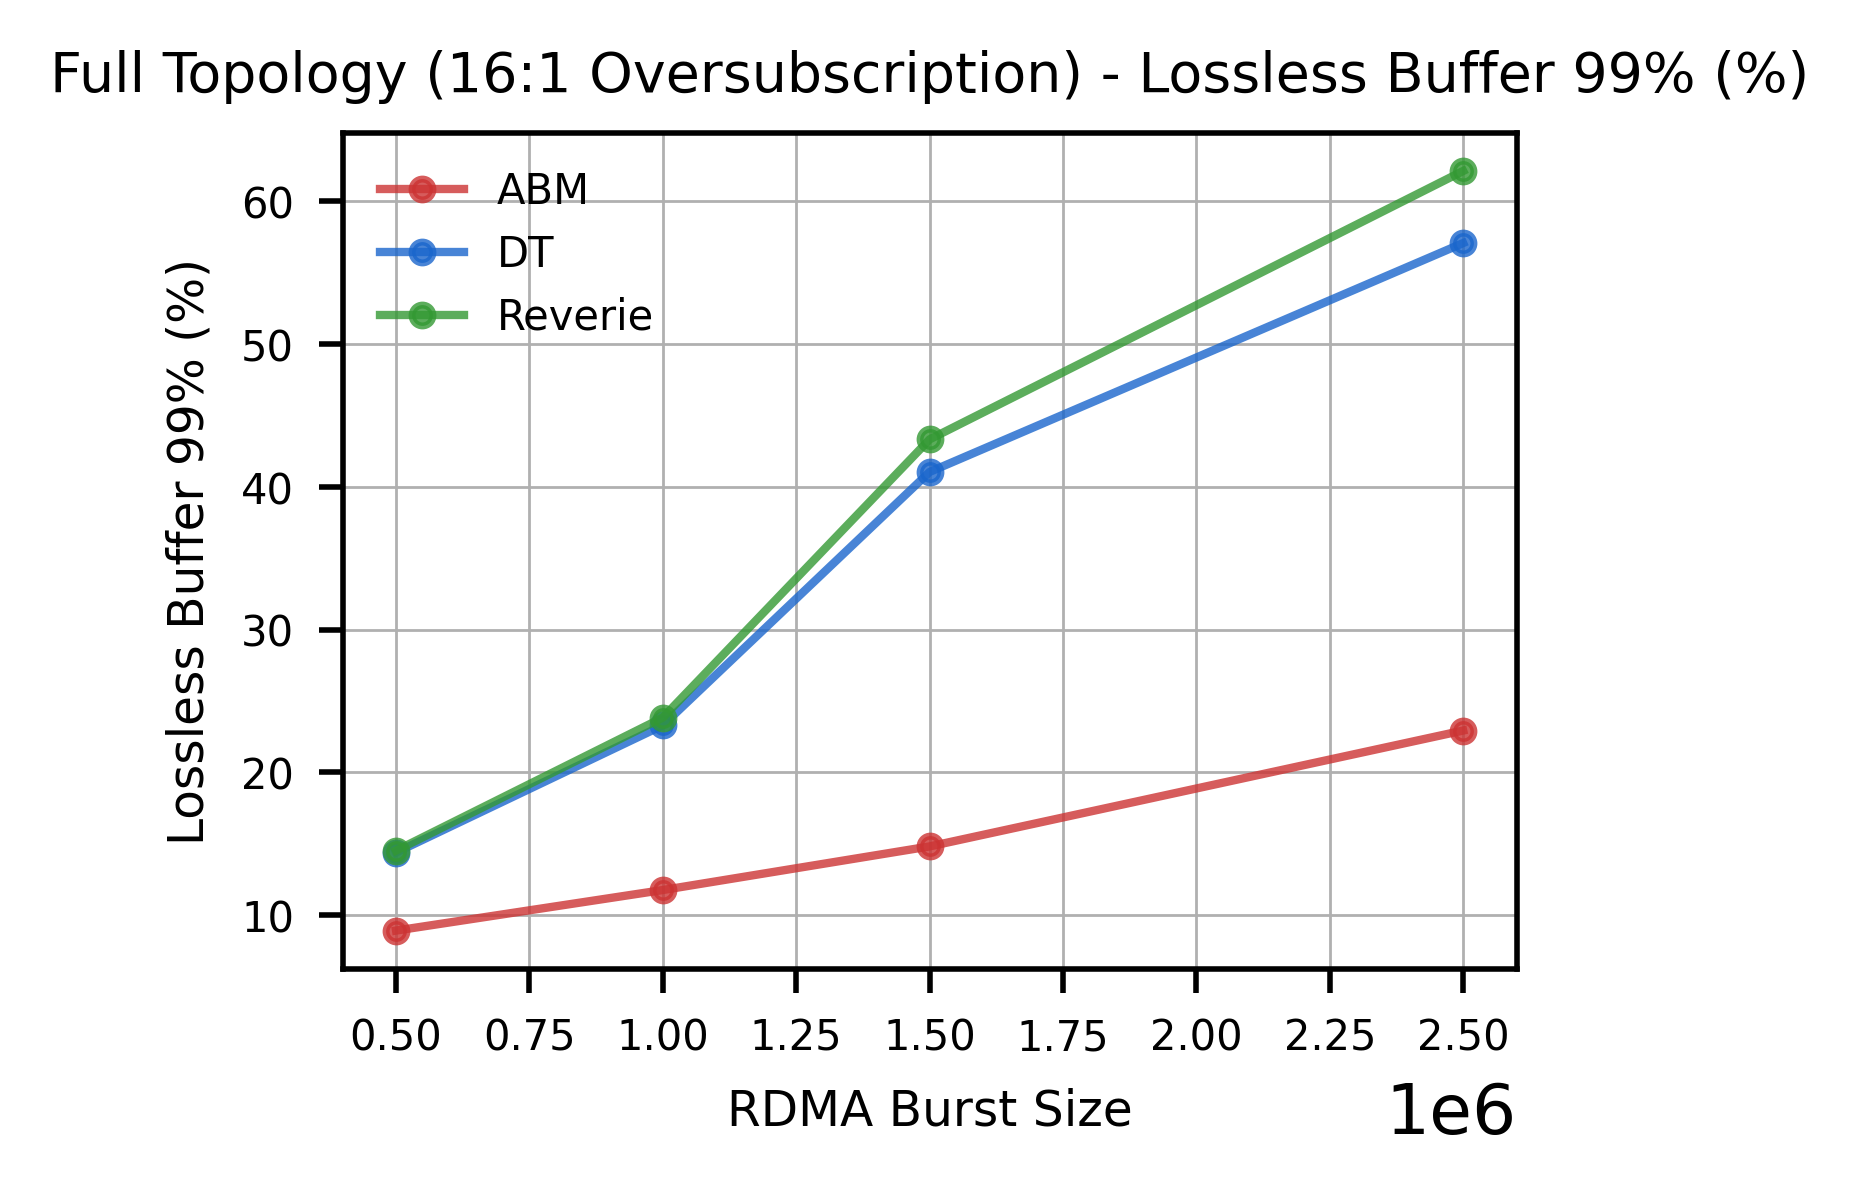 Full Topology (16:1 Oversubscription) - Lossless Buffer 99% (%)
ABM
DT
Reverie
Lossless Buffer 99% (%)
60
50
40
30
20
10
0.50 0.75 1.00 1.25 1.50 1.75 2.00 2.25 2.50
RDMA Burst Size
1e6